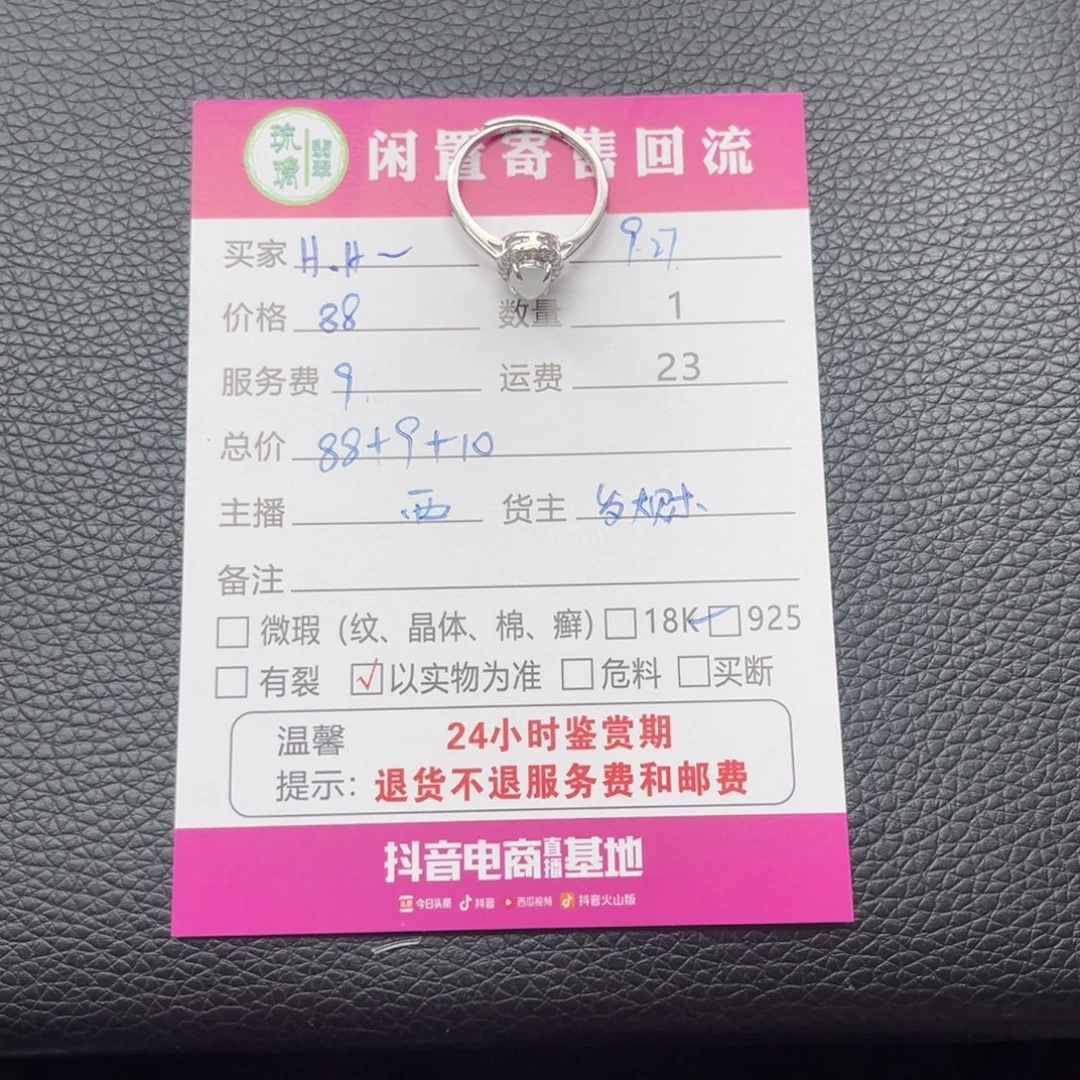 琉璃翡翠 闲置寄售回流
买家 H.H~ 9.27
价格 88 数量 1
服务费 9 运费 23
总价 88+9+10
主播 西 货主
备注
微瑕（纹、晶体、棉、癣） 18K 925
有裂 √ 以实物为准 危料 买断
温馨 24小时鉴赏期
提示：退货不退服务费和邮费
抖音电商直播基地
今日头条 抖音 西瓜视频 抖音火山版